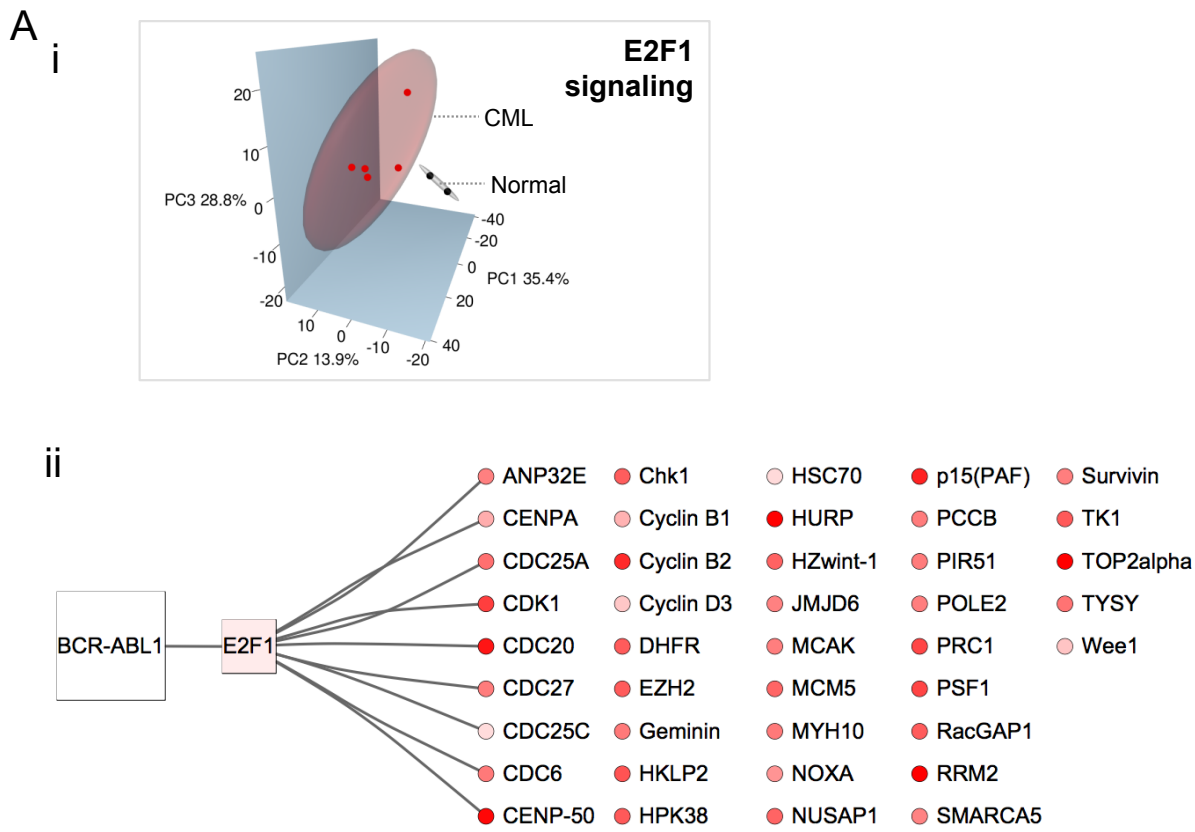 A
i
E2F1
signaling
CML
Normal
20
10
0
-10
-20
PC3 28.8%
-40
-20
0
20
40
PC1 35.4%
10
0
-10
-20
PC2 13.9%
ii
BCR-ABL1
E2F1
ANP32E
CENPA
CDC25A
CDK1
CDC20
CDC27
CDC25C
CDC6
CENP-50
Chk1
Cyclin B1
Cyclin B2
Cyclin D3
DHFR
EZH2
Geminin
HKLP2
HPK38
HSC70
HURP
HZwint-1
JMJD6
MCAK
MCM5
MYH10
NOXA
NUSAP1
p15(PAF)
PCCB
PIR51
POLE2
PRC1
PSF1
RacGAP1
RRM2
SMARCA5
Survivin
TK1
TOP2alpha
TYSY
Wee1